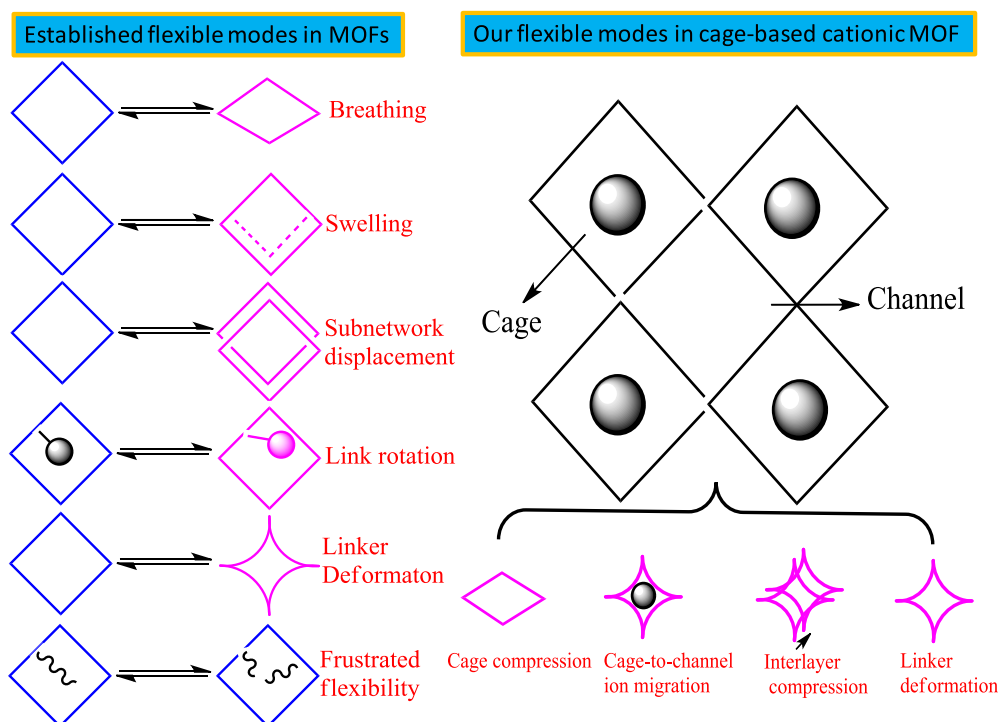 Established flexible modes in MOFs
Breathing
Swelling
Subnetwork
displacement
Link rotation
Linker
Deformaton
Frustrated
flexibility
Our flexible modes in cage-based cationic MOF
Cage
Channel
Cage compression
Cage-to-channel
ion migration
Interlayer
compression
Linker
deformation